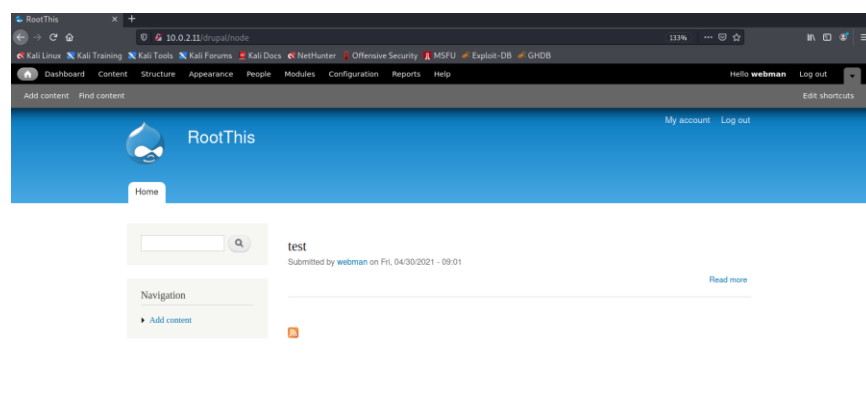 RootThis
10.0.2.11/drupal/node
133%
Kali Linux Kali Training Kali Tools Kali Forums Kali Docs NetHunter Offensive Security MSFU Exploit-DB GHDB
Dashboard Content Structure Appearance People Modules Configuration Reports Help Hello webman Log out
Add content Find content Edit shortcuts
My account Log out
RootThis
Home
test
Submitted by webman on Fri, 04/30/2021 - 09:01
Read more
Navigation
Add content